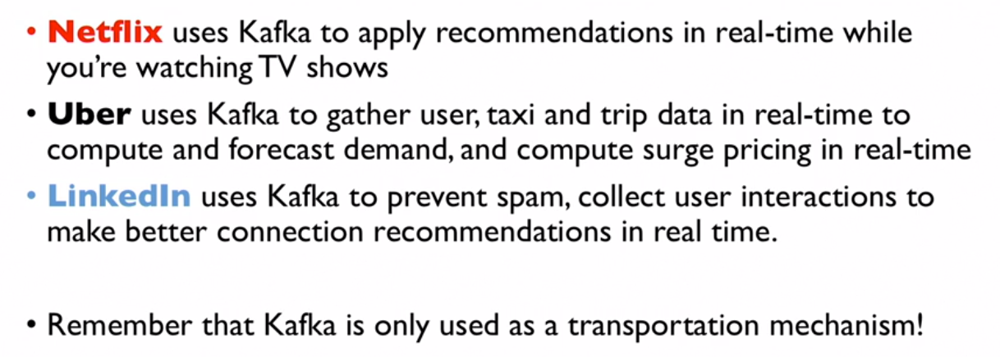 • Netflix uses Kafka to apply recommendations in real-time while
you’re watching TV shows
• Uber uses Kafka to gather user, taxi and trip data in real-time to
compute and forecast demand, and compute surge pricing in real-time
• LinkedIn uses Kafka to prevent spam, collect user interactions to
make better connection recommendations in real time.
• Remember that Kafka is only used as a transportation mechanism!